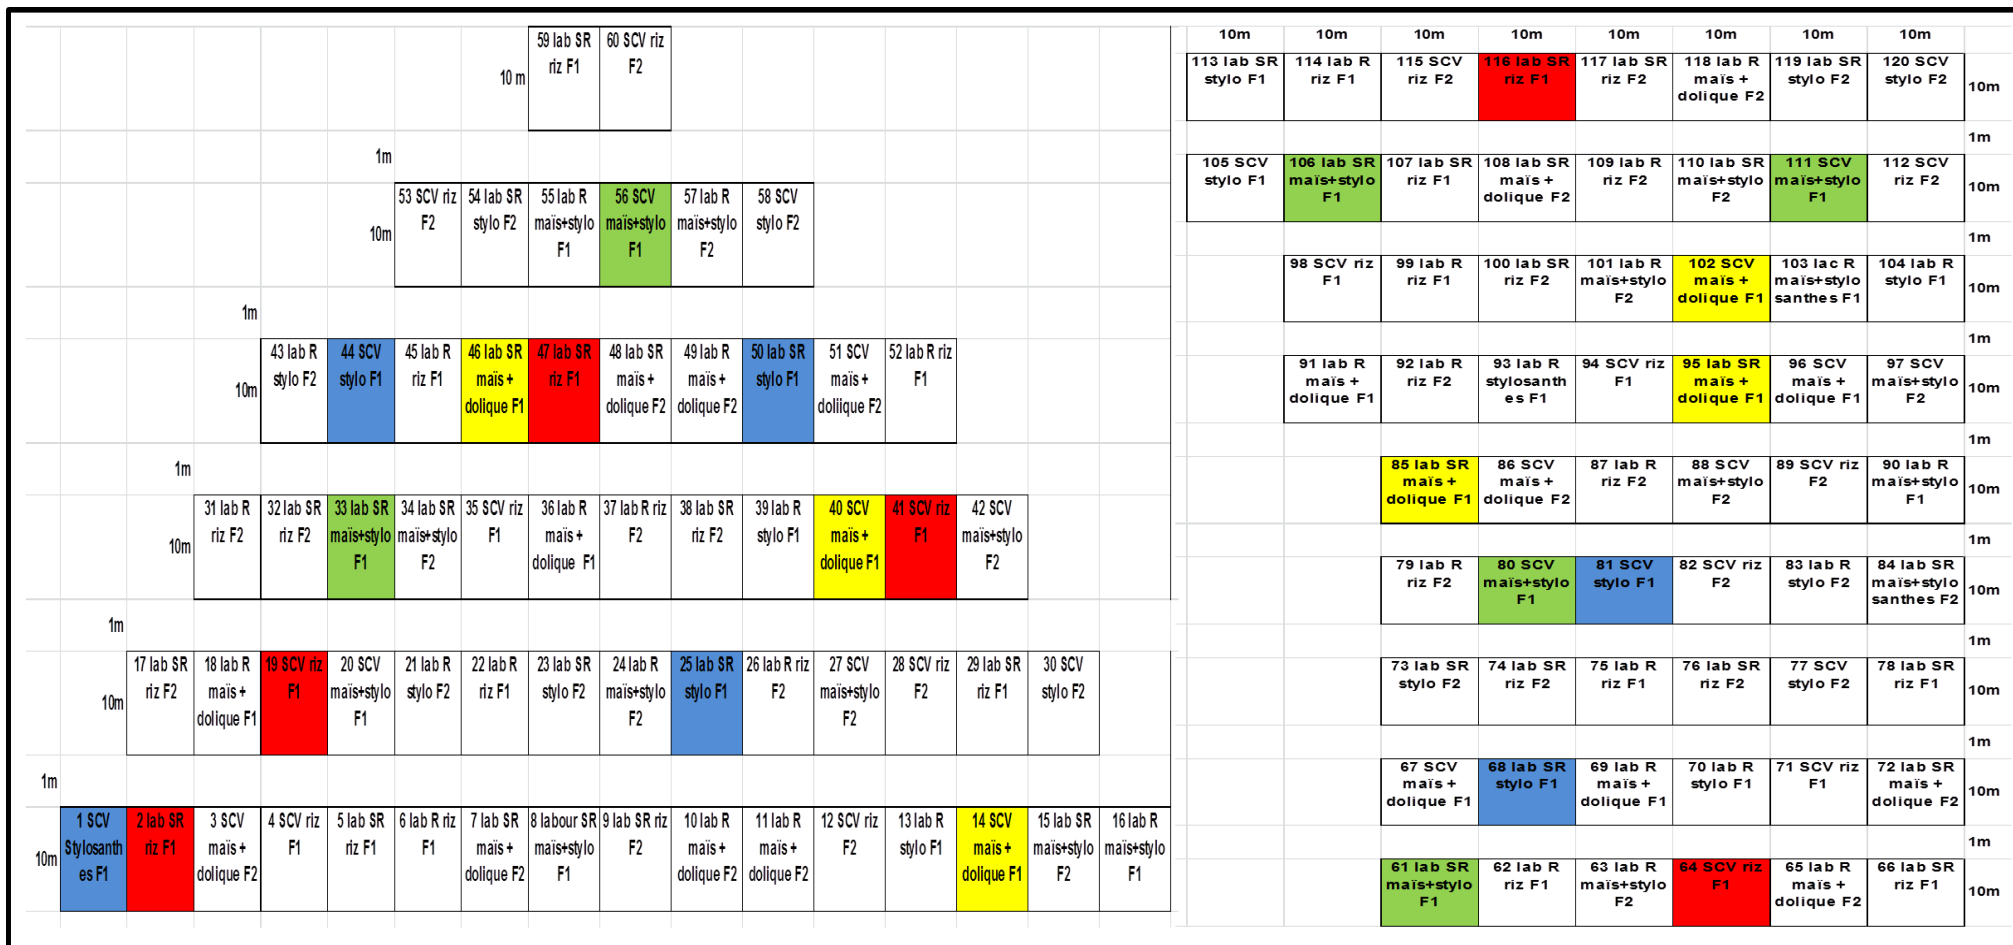 59 lab SR
riz F1
60 SCV riz
F2
10 m
1m
53 SCV riz
F2
54 lab SR
stylo F2
55 lab R
maïs+stylo
F1
56 SCV
maïs+stylo
F1
57 lab R
maïs+stylo
F2
58 SCV
stylo F2
10m
1m
43 lab R
stylo F2
44 SCV
stylo F1
45 lab R
riz F1
46 lab SR
maïs +
dolique F1
47 lab SR
riz F1
48 lab SR
maïs +
dolique F2
49 lab R
maïs +
dolique F2
50 lab SR
stylo F1
51 SCV
maïs +
doliique F2
52 lab R riz
F1
10m
1m
31 lab R
riz F2
32 lab SR
riz F2
33 lab SR
maïs+stylo
F1
34 lab SR
maïs+stylo
F2
35 SCV riz
F1
36 lab R
maïs +
dolique F1
37 lab R riz
F2
38 lab SR
riz F2
39 lab R
stylo F1
40 SCV
maïs +
dolique F1
41 SCV riz
F1
42 SCV
maïs+stylo
F2
10m
1m
17 lab SR
riz F2
18 lab R
maïs +
dolique F1
19 SCV riz
F1
20 SCV
maïs+stylo
F1
21 lab R
stylo F2
22 lab R
riz F1
23 lab SR
stylo F2
24 lab R
maïs+stylo
F2
25 lab SR
stylo F1
26 lab R riz
F2
27 SCV
maïs+stylo
F2
28 SCV riz
F2
29 lab SR
riz F1
30 SCV
stylo F2
10m
1m
1 SCV
Stylosanth
es F1
2 lab SR
riz F1
3 SCV
maïs +
dolique F2
4 SCV riz
F1
5 lab SR
riz F1
6 lab R riz
F1
7 lab SR
maïs +
dolique F2
8 labour SR
maïs+stylo
F1
9 lab SR riz
F2
10 lab R
maïs +
dolique F2
11 lab R
maïs +
dolique F2
12 SCV riz
F2
13 lab R
stylo F1
14 SCV
maïs +
dolique F1
15 lab SR
maïs+stylo
F2
16 lab R
maïs+stylo
F1
10m
10m
10m
10m
10m
10m
10m
10m
10m
113 lab SR
stylo F1
114 lab R
riz F1
115 SCV
riz F2
116 lab SR
riz F1
117 lab SR
riz F2
118 lab R
maïs +
dolique F2
119 lab SR
stylo F2
120 SCV
stylo F2
10m
1m
105 SCV
stylo F1
106 lab SR
maïs+stylo
F1
107 lab SR
riz F1
108 lab SR
maïs +
dolique F2
109 lab R
riz F2
110 lab SR
maïs+stylo
F2
111 SCV
maïs+stylo
F1
112 SCV
riz F2
10m
1m
98 SCV riz
F1
99 lab R
riz F1
100 lab SR
riz F2
101 lab R
maïs+stylo
F2
102 SCV
maïs +
dolique F1
103 lac R
maïs+stylo
santhes F1
104 lab R
stylo F1
10m
1m
91 lab R
maïs +
dolique F1
92 lab R
riz F2
93 lab R
stylosanth
es F1
94 SCV riz
F1
95 lab SR
maïs +
dolique F1
96 SCV
maïs +
dolique F1
97 SCV
maïs+stylo
F2
10m
1m
85 lab SR
maïs +
dolique F1
86 SCV
maïs +
dolique F2
87 lab R
riz F2
88 SCV
maïs+stylo
F2
89 SCV riz
F2
90 lab R
maïs+stylo
F1
10m
1m
79 lab R
riz F2
80 SCV
maïs+stylo
F1
81 SCV
stylo F1
82 SCV riz
F2
83 lab R
stylo F2
84 lab SR
maïs+stylo
santhes F2
10m
1m
73 lab SR
stylo F2
74 lab SR
riz F2
75 lab R
riz F1
76 lab SR
riz F2
77 SCV
stylo F2
78 lab SR
riz F1
10m
1m
67 SCV
maïs +
dolique F1
68 lab SR
stylo F1
69 lab R
maïs +
dolique F1
70 lab R
stylo F1
71 SCV riz
F1
72 lab SR
maïs +
dolique F2
10m
1m
61 lab SR
maïs+stylo
F1
62 lab R
riz F1
63 lab R
maïs+stylo
F2
64 SCV riz
F1
65 lab R
maïs +
dolique F2
66 lab SR
riz F1
10m